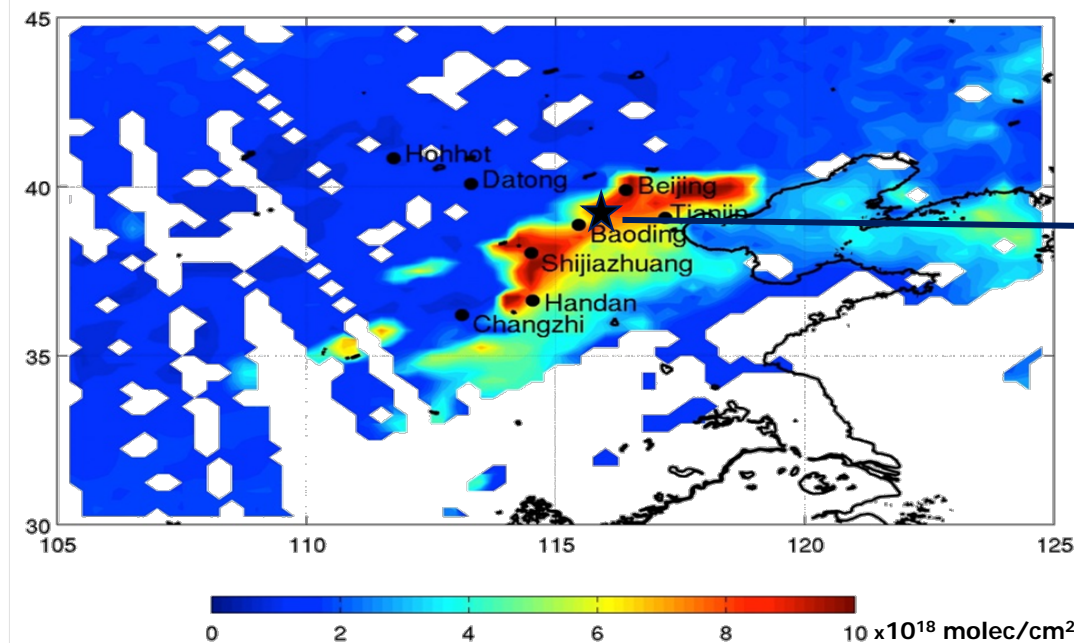 45
Hohhot
40
Datong
Beijing
Tianjin
Baoding
Shijiazhuang
Handan
Changzhi
35
30
105 110 115 120 125
0 2 4 6 8 10 x10¹⁸ molec/cm²